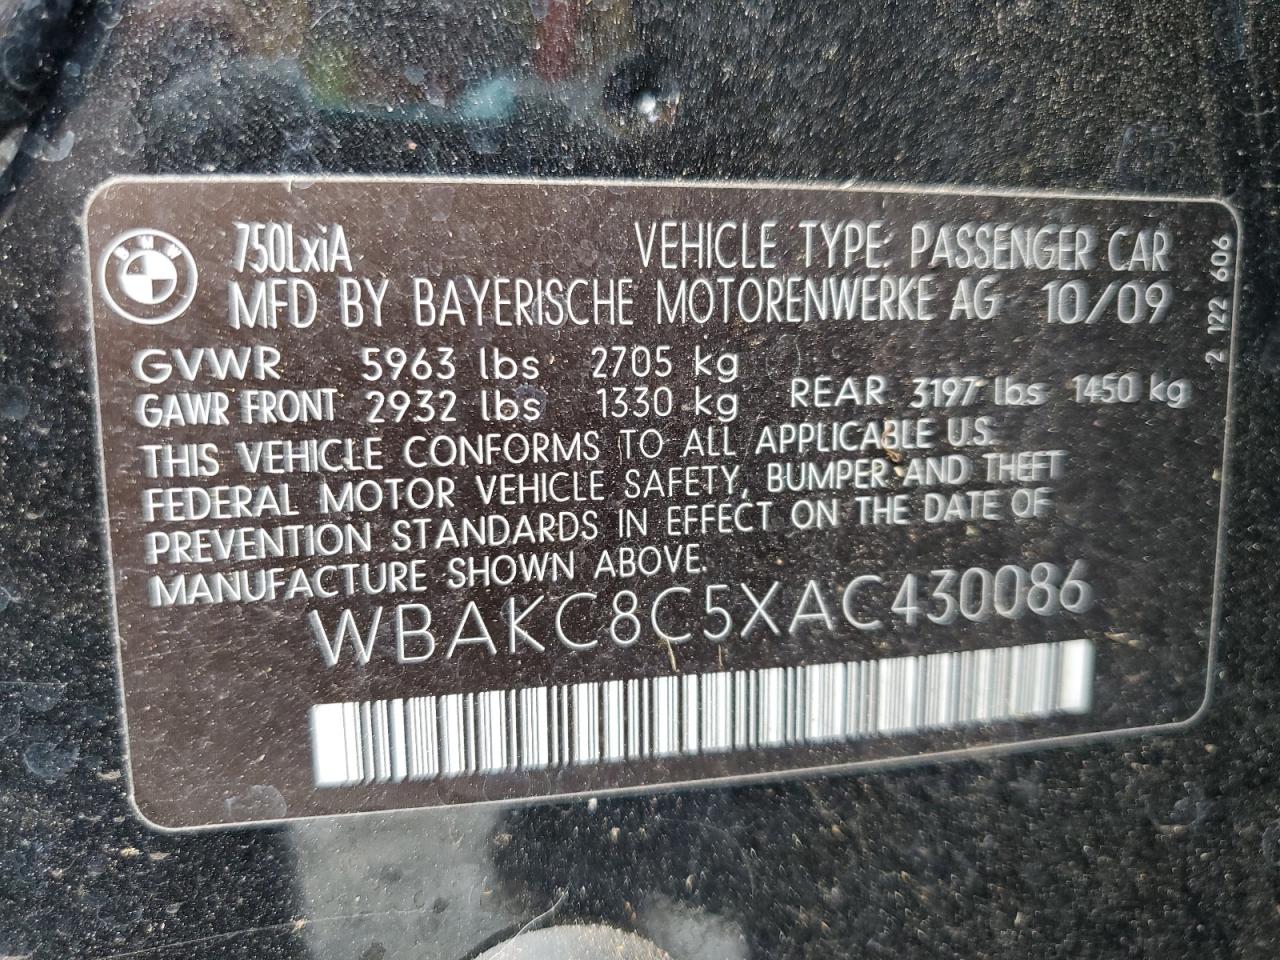 BMW
750LxiA VEHICLE TYPE: PASSENGER CAR
MFD BY BAYERISCHE MOTORENWERKE AG 10/09
GVWR 5963 lbs 2705 kg
GAWR FRONT 2932 lbs 1330 kg REAR 3197 lbs 1450 kg
THIS VEHICLE CONFORMS TO ALL APPLICABLE U.S.
FEDERAL MOTOR VEHICLE SAFETY, BUMPER AND THEFT
PREVENTION STANDARDS IN EFFECT ON THE DATE OF
MANUFACTURE SHOWN ABOVE.
WBAKC8C5XAC430086
2 122 606